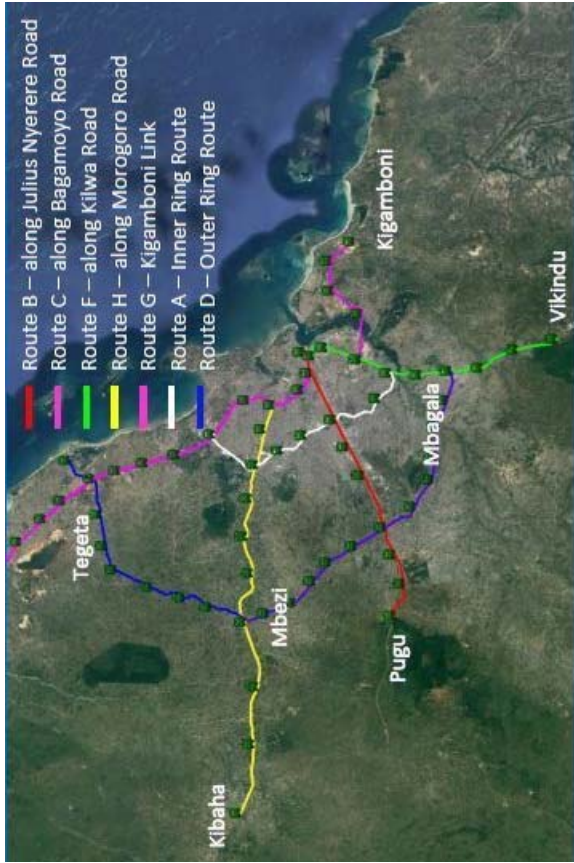 Route B – along Julius Nyerere Road
Route C – along Bagamoyo Road
Route F – along Kilwa Road
Route H – along Morogoro Road
Route G – Kigamboni Link
Route A – Inner Ring Route
Route D – Outer Ring Route
Tegeta
Kigamboni
Kibaha
Mbezi
Mbagala
Vikindu
Pugu